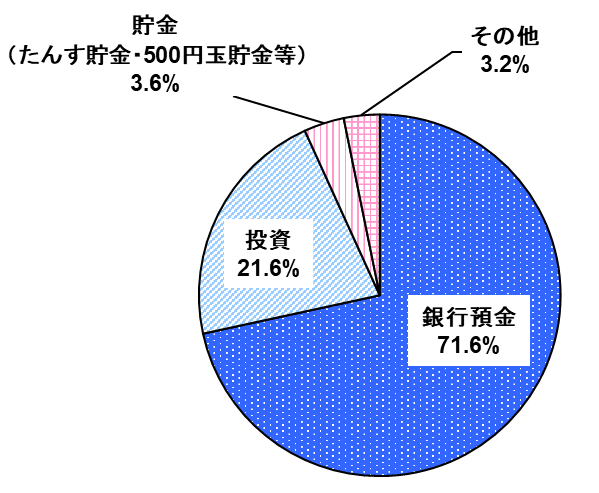 貯金
（たんす貯金・500円玉貯金等）
3.6%
その他
3.2%
投資
21.6%
銀行預金
71.6%